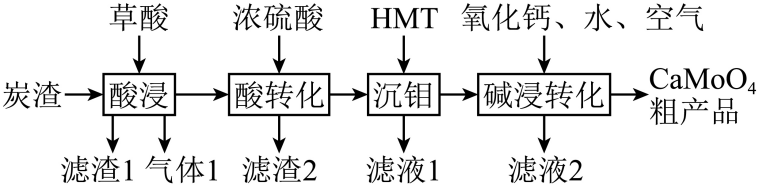 草酸 浓硫酸 HMT 氧化钙、水、空气
炭渣 酸浸 酸转化 沉钼 碱浸转化 CaMoO₄
粗产品
滤渣1 气体1 滤渣2 滤液1 滤液2